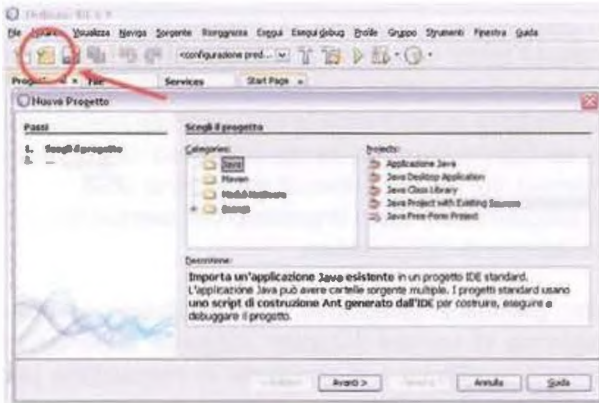 File Visualizza Naviga Sorgente Riorganizza Esegui Esegui debug Profile Gruppo Strumenti Finestra Guida
<configurazione pred...
File Services Start Page
Nuovo Progetto
Passi
1. Scegli il progetto
2. ...
Scegli il progetto
Categories:
Java
Maven
Projects:
Applicazione Java
Java Desktop Application
Java Class Library
Java Project with Existing Sources
Java Free-Form Project
Descrizione:
Importa un'applicazione Java esistente in un progetto IDE standard.
L'applicazione Java può avere cartelle sorgente multiple. I progetti standard usano
uno script di costruzione Ant generato dall'IDE per costruire, eseguire e
debuggare il progetto.
Avanti >
Annulla
Guida